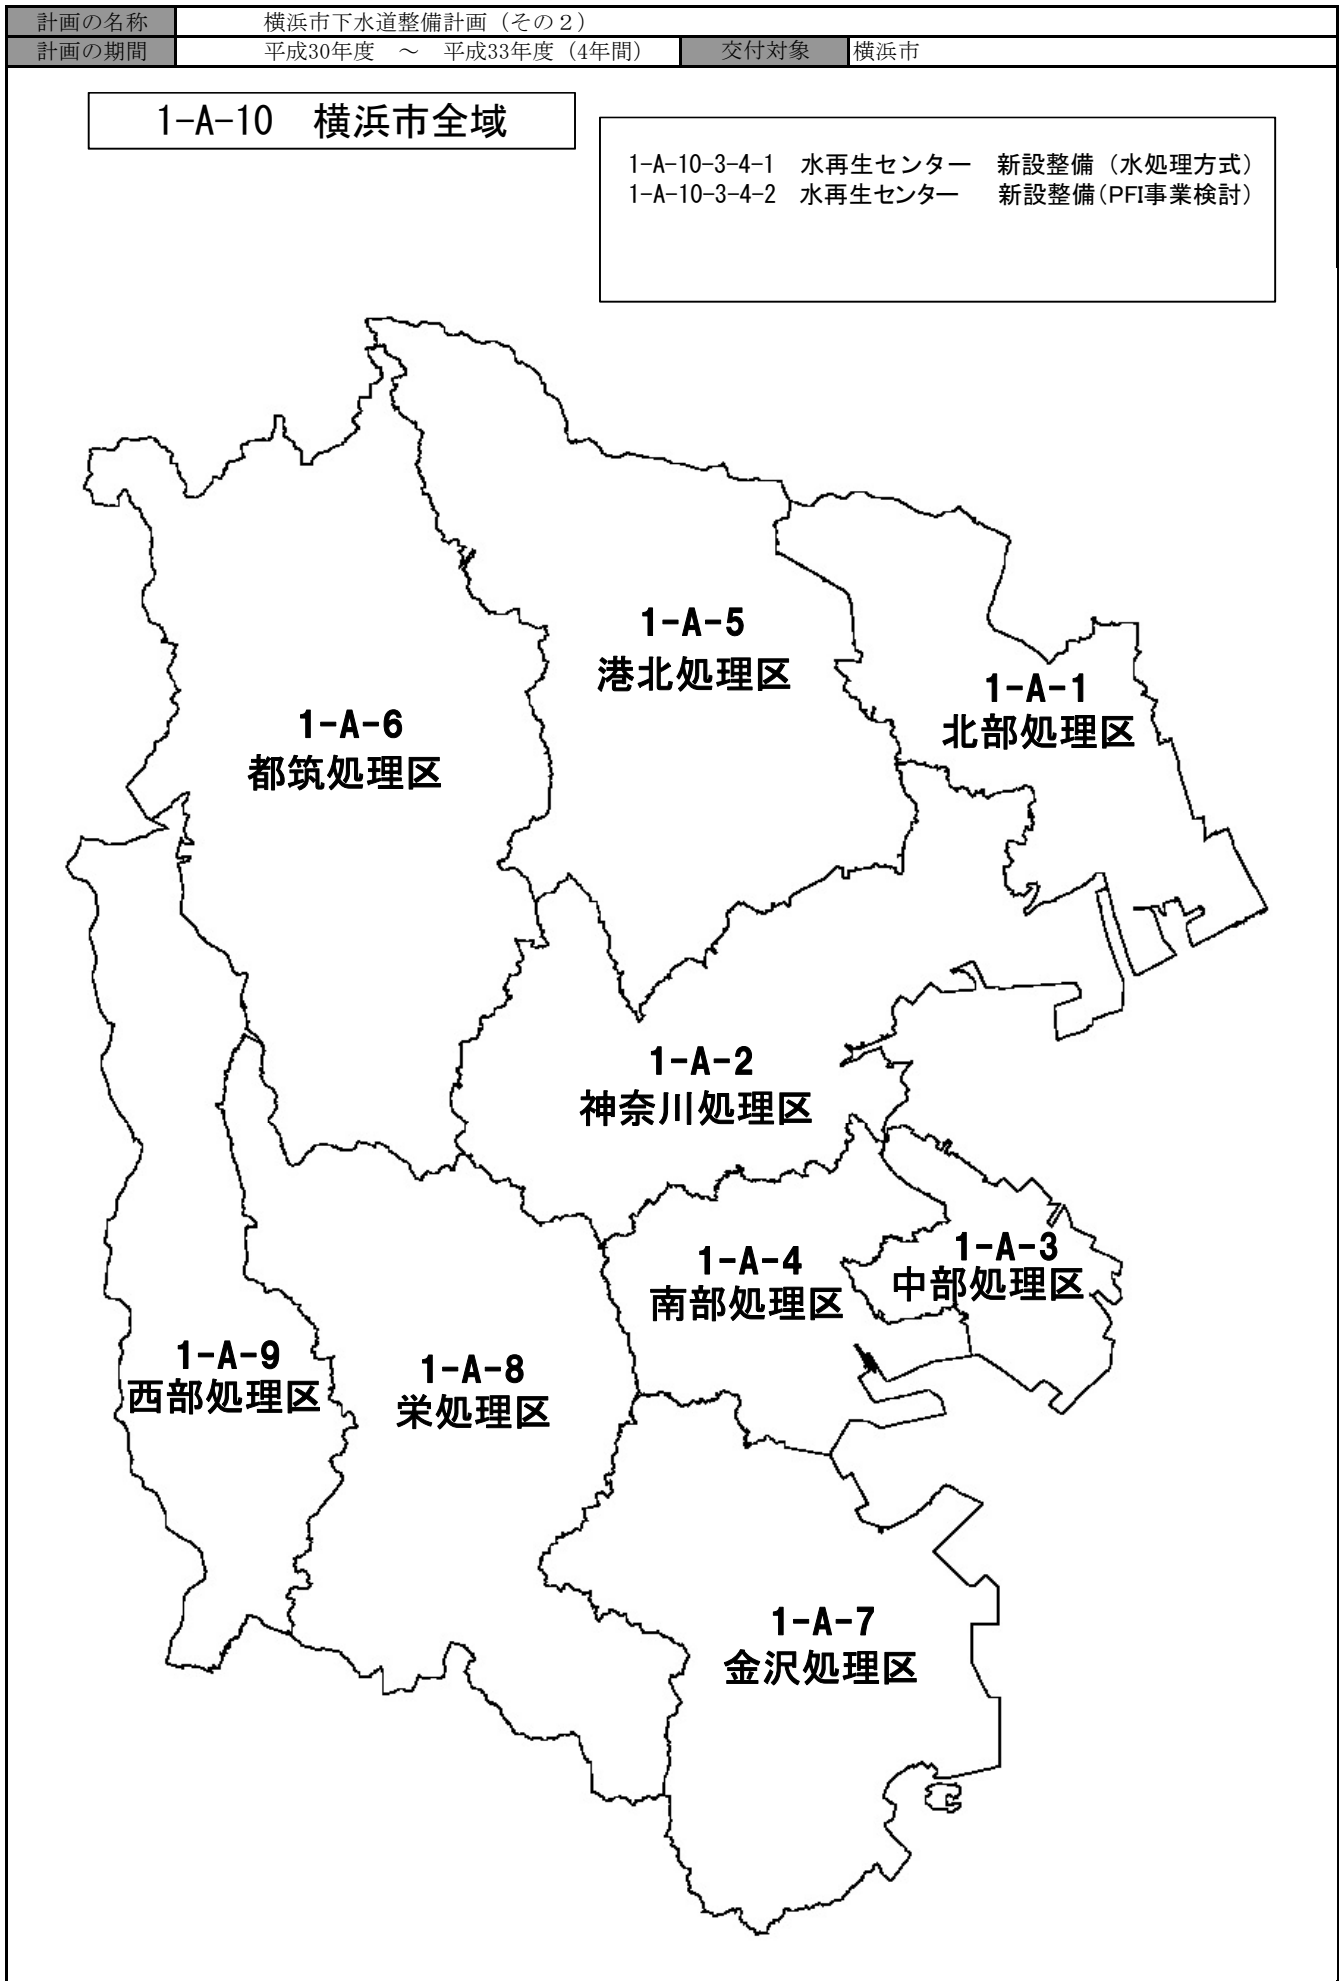 計画の名称 横浜市下水道整備計画（その２）
計画の期間 平成30年度 ～ 平成33年度（4年間） 交付対象 横浜市
1-A-10 横浜市全域
1-A-10-3-4-1 水再生センター 新設整備（水処理方式）
1-A-10-3-4-2 水再生センター 新設整備（PFI事業検討）
1-A-5
港北処理区
1-A-1
北部処理区
1-A-6
都筑処理区
1-A-2
神奈川処理区
1-A-3
中部処理区
1-A-4
南部処理区
1-A-9
西部処理区
1-A-8
栄処理区
1-A-7
金沢処理区